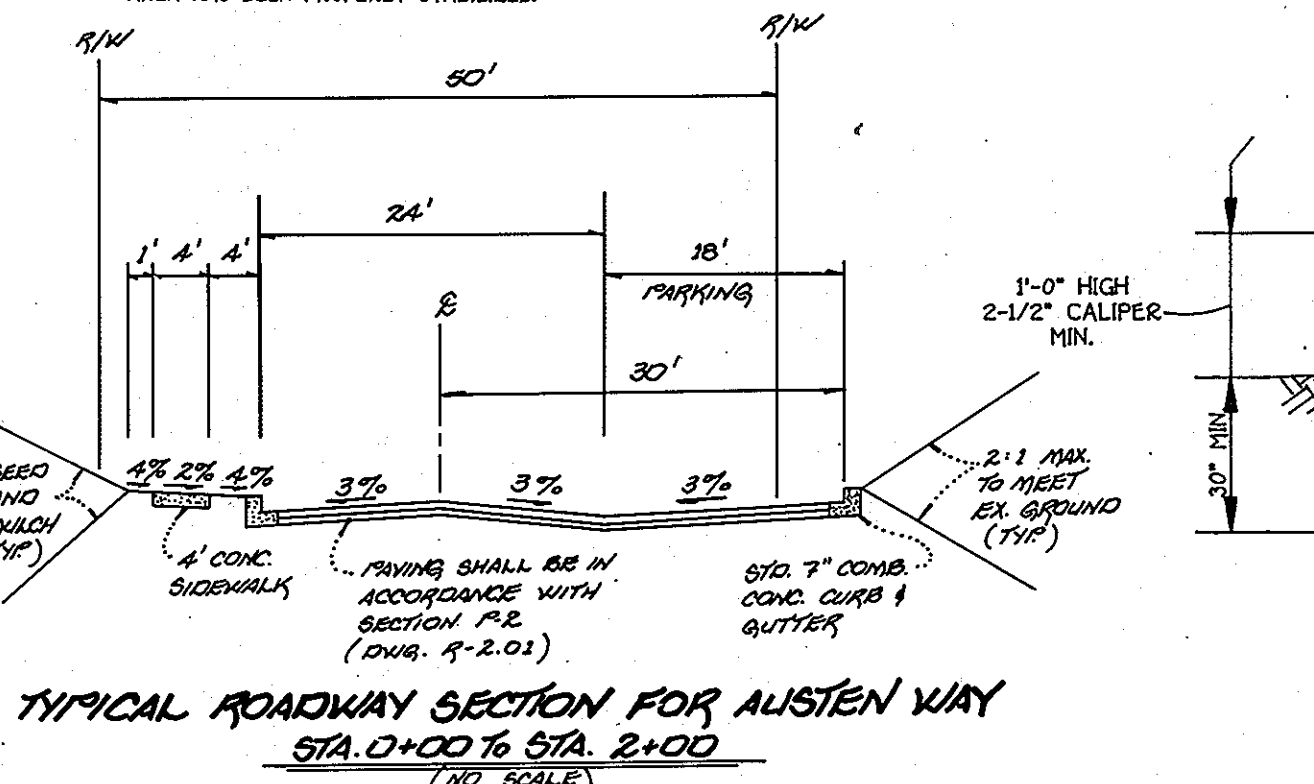 R/W
R/W
50'
24'
1' 4' 4'
18'
PARKING
℄
30'
1'-0" HIGH
2-1/2" CALIPER
MIN.
30" MIN.
4% 2% 4%
3%
3%
3%
4' CONC.
SIDEWALK
PAVING SHALL BE IN
ACCORDANCE WITH
SECTION P-2
(DWG. R-2.01)
STD. 7" COMB.
CONC. CURB &
GUTTER
2:1 MAX.
TO MEET
EX. GROUND
(TYP.)
TYPICAL ROADWAY SECTION FOR AUSTEN WAY
STA. 0+00 TO STA. 2+00
(NO SCALE)